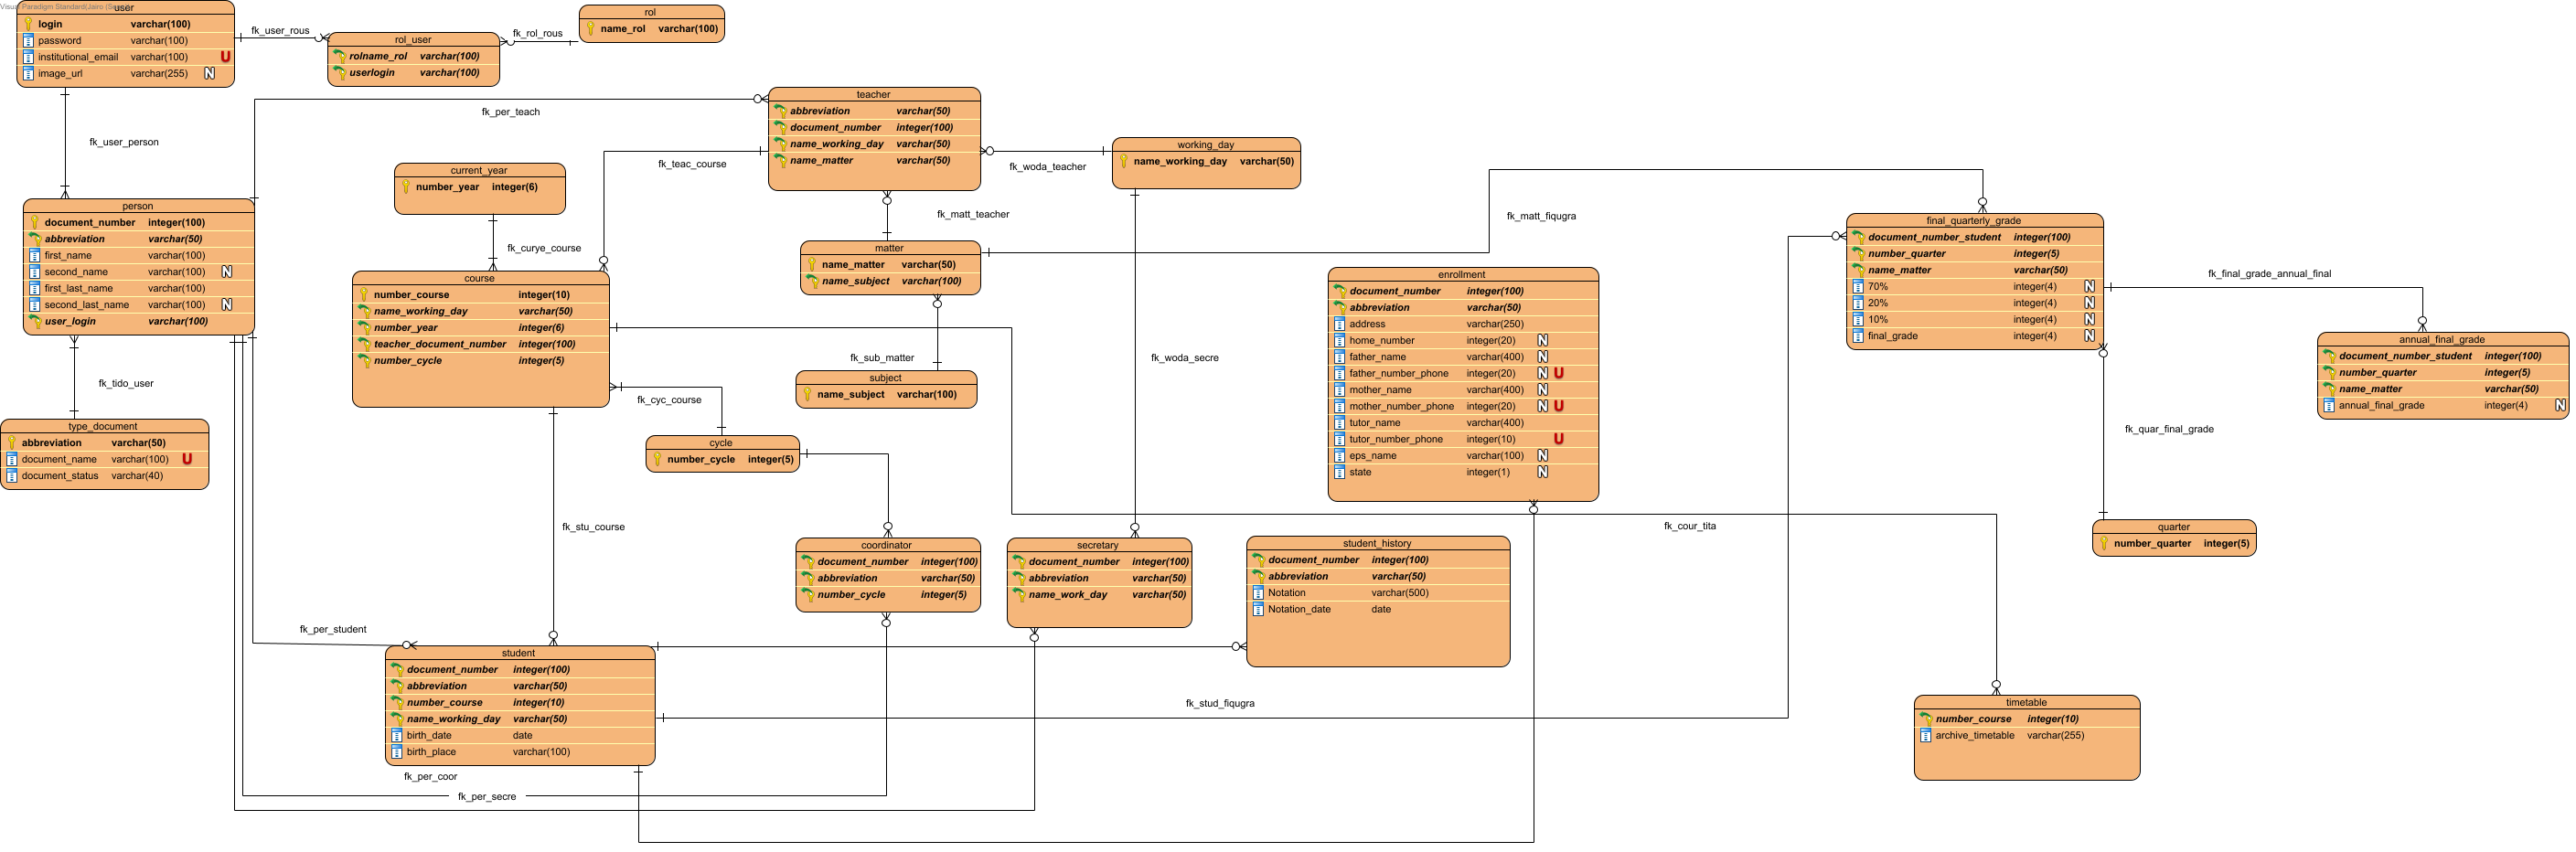 Visual Paradigm Standard(Jairo (
user
login varchar(100)
password varchar(100)
institutional_email varchar(100) U
image_url varchar(255) N
fk_user_rous
rol_user
rolname_rol varchar(100)
userlogin varchar(100)
fk_rol_rous
rol
name_rol varchar(100)
fk_user_person
fk_per_teach
teacher
abbreviation varchar(50)
document_number integer(100)
name_working_day varchar(50)
name_matter varchar(50)
fk_teac_course
fk_woda_teacher
working_day
name_working_day varchar(50)
current_year
number_year integer(6)
fk_curye_course
fk_matt_teacher
fk_matt_fiqugra
person
document_number integer(100)
abbreviation varchar(50)
first_name varchar(100)
second_name varchar(100) N
first_last_name varchar(100)
second_last_name varchar(100) N
user_login varchar(100)
matter
name_matter varchar(50)
name_subject varchar(100)
course
number_course integer(10)
name_working_day varchar(50)
number_year integer(6)
teacher_document_number integer(100)
number_cycle integer(5)
enrollment
document_number integer(100)
abbreviation varchar(50)
address varchar(250)
home_number integer(20) N
father_name varchar(400) N
father_number_phone integer(20) N U
mother_name varchar(400) N
mother_number_phone integer(20) N U
tutor_name varchar(400)
tutor_number_phone integer(10) U
eps_name varchar(100) N
state integer(1) N
final_quarterly_grade
document_number_student integer(100)
number_quarter integer(5)
name_matter varchar(50)
70% integer(4) N
20% integer(4) N
10% integer(4) N
final_grade integer(4) N
fk_final_grade_annual_final
annual_final_grade
document_number_student integer(100)
number_quarter integer(5)
name_matter varchar(50)
annual_final_grade integer(4) N
fk_sub_matter
fk_woda_secre
subject
name_subject varchar(100)
fk_tido_user
fk_cyc_course
type_document
abbreviation varchar(50)
document_name varchar(100) U
document_status varchar(40)
cycle
number_cycle integer(5)
fk_quar_final_grade
fk_stu_course
fk_cour_tita
quarter
number_quarter integer(5)
coordinator
document_number integer(100)
abbreviation varchar(50)
number_cycle integer(5)
secretary
document_number integer(100)
abbreviation varchar(50)
name_work_day varchar(50)
student_history
document_number integer(100)
abbreviation varchar(50)
Notation varchar(500)
Notation_date date
fk_per_student
student
document_number integer(100)
abbreviation varchar(50)
number_course integer(10)
name_working_day varchar(50)
birth_date date
birth_place varchar(100)
fk_stud_fiqugra
timetable
number_course integer(10)
archive_timetable varchar(255)
fk_per_coor
fk_per_secre